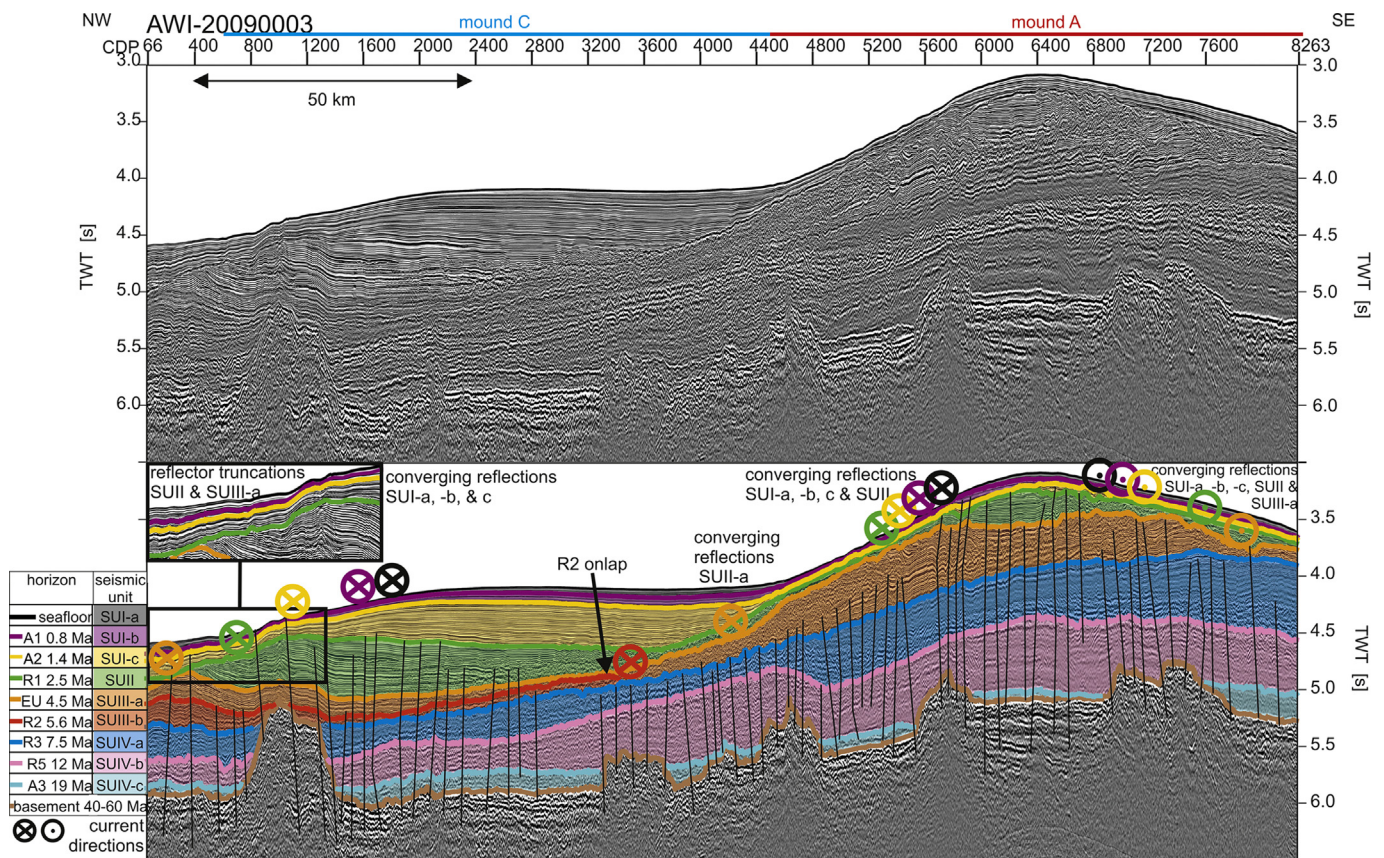 NW
AWI-20090003
mound C
mound A
SE
CDP 66 400 800 1200 1600 2000 2400 2800 3200 3600 4000 4400 4800 5200 5600 6000 6400 6800 7200 7600 8263
3.0 3.0
50 km
3.5 3.5
4.0 4.0
4.5 4.5
TWT [s] TWT [s]
5.0 5.0
5.5 5.5
6.0 6.0
reflector truncations
SUII & SUIII-a
converging reflections
SUI-a, -b, & c
converging reflections
SUI-a, -b, c & SUII
converging reflections
SUI-a, -b, -c, SUII &
SUIII-a
3.5
converging
reflections
SUII-a
R2 onlap
4.0
4.5
TWT [s]
5.0
5.5
6.0
horizon seismic unit
seafloor SUI-a
A1 0.8 Ma SUI-b
A2 1.4 Ma SUI-c
R1 2.5 Ma SUII
EU 4.5 Ma SUIII-a
R2 5.6 Ma SUIII-b
R3 7.5 Ma SUIV-a
R5 12 Ma SUIV-b
A3 19 Ma SUIV-c
basement 40-60 Ma
current
directions